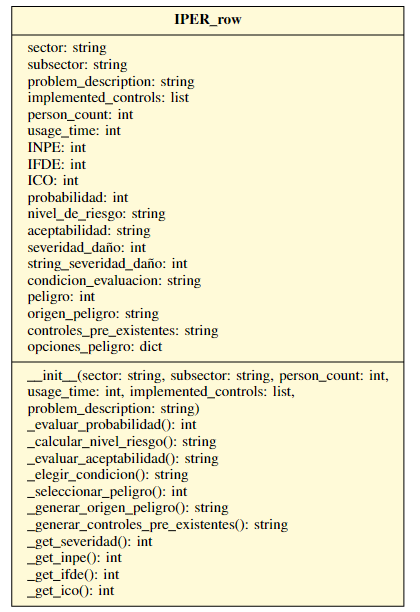 IPER_row
sector: string
subsector: string
problem_description: string
implemented_controls: list
person_count: int
usage_time: int
INPE: int
IFDE: int
ICO: int
probabilidad: int
nivel_de_riesgo: string
aceptabilidad: string
severidad_daño: int
string_severidad_daño: int
condicion_evaluacion: string
peligro: int
origen_peligro: string
controles_pre_existentes: string
opciones_peligro: dict
__init__(sector: string, subsector: string, person_count: int,
usage_time: int, implemented_controls: list,
problem_description: string)
_evaluar_probabilidad(): int
_calcular_nivel_riesgo(): string
_evaluar_aceptabilidad(): string
_elegir_condicion(): string
_seleccionar_peligro(): int
_generar_origen_peligro(): string
_generar_controles_pre_existentes(): string
_get_severidad(): int
_get_inpe(): int
_get_ifde(): int
_get_ico(): int